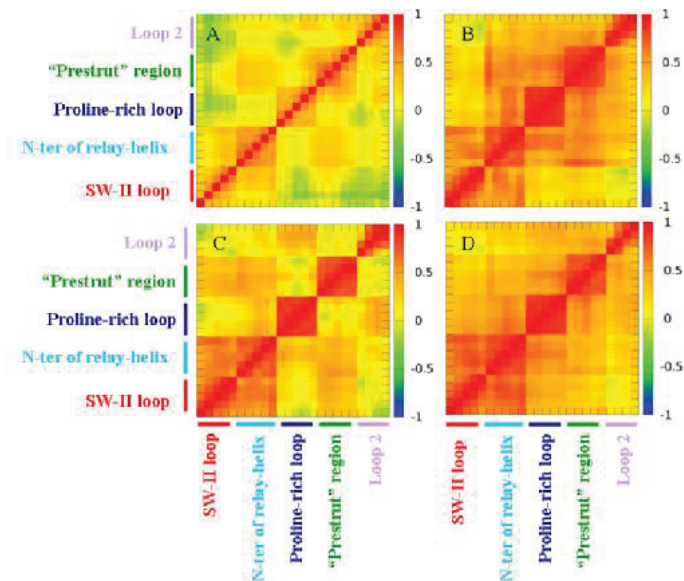 A
B
Loop 2
“Prestrut” region
Proline-rich loop
N-ter of relay-helix
SW-II loop
1
0.5
0
-0.5
-1
1
0.5
0
-0.5
-1
C
D
Loop 2
“Prestrut” region
Proline-rich loop
N-ter of relay-helix
SW-II loop
1
0.5
0
-0.5
-1
1
0.5
0
-0.5
-1
SW-II loop
N-ter of relay-helix
Proline-rich loop
“Prestrut” region
Loop 2
SW-II loop
N-ter of relay-helix
Proline-rich loop
“Prestrut” region
Loop 2